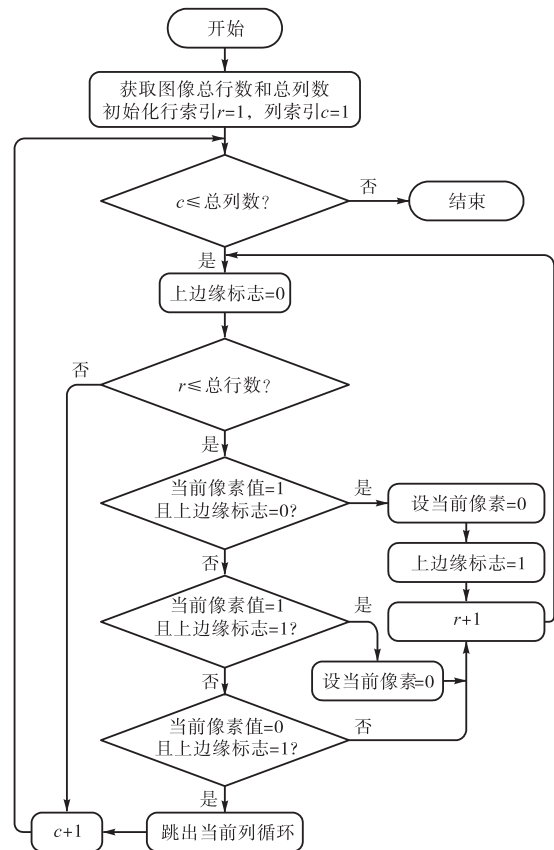 开始
获取图像总行数和总列数
初始化行索引r=1，列索引c=1
c≤总列数?
否
结束
是
上边缘标志=0
否
r≤总行数?
是
当前像素值=1
且上边缘标志=0?
是
设当前像素=0
否
上边缘标志=1
当前像素值=1
且上边缘标志=1?
是
r+1
否
设当前像素=0
当前像素值=0
且上边缘标志=1?
否
是
c+1
跳出当前列循环